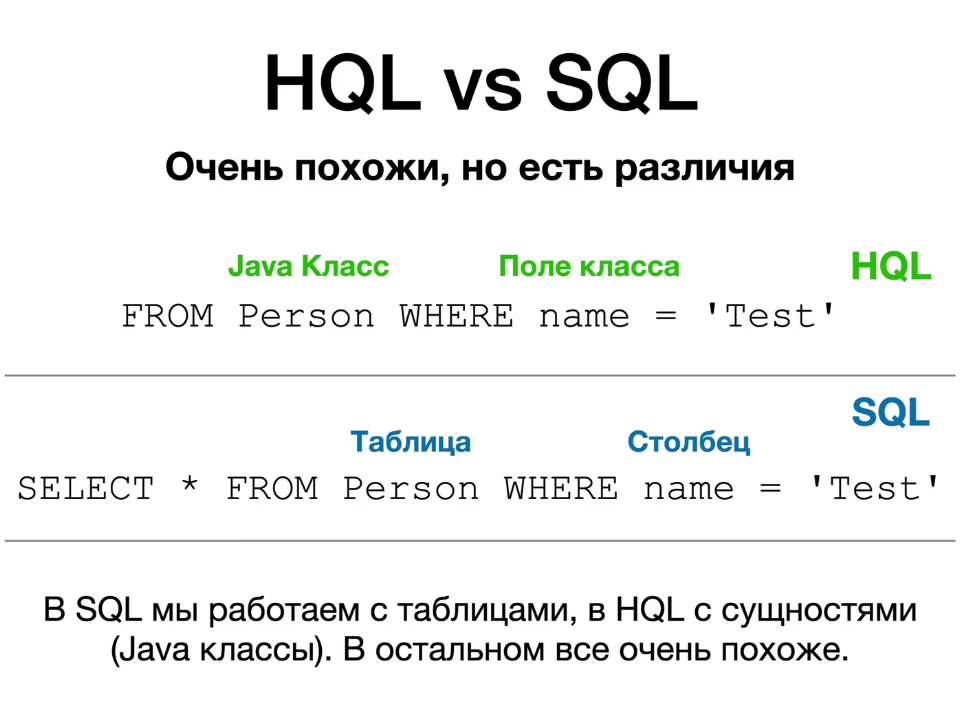 HQL vs SQL
Очень похожи, но есть различия
Java Класс Поле класса HQL
FROM Person WHERE name = 'Test'
SQL
Таблица Столбец
SELECT * FROM Person WHERE name = 'Test'
В SQL мы работаем с таблицами, в HQL с сущностями
(Java классы). В остальном все очень похоже.